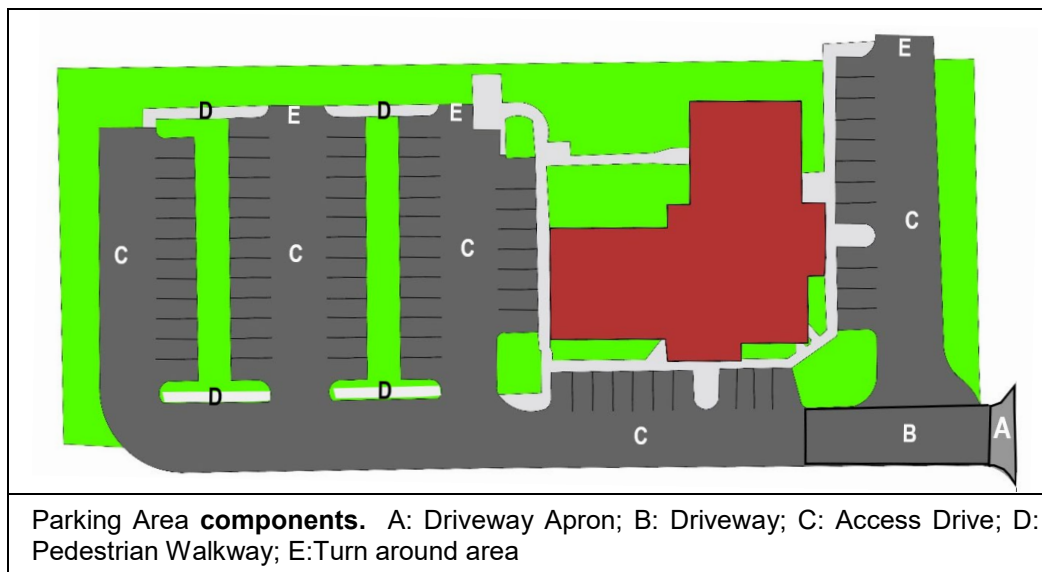 E
D
E
D
E
C
C
C
C
D
D
C
B
A
Parking Area components. A: Driveway Apron; B: Driveway; C: Access Drive; D:
Pedestrian Walkway; E:Turn around area